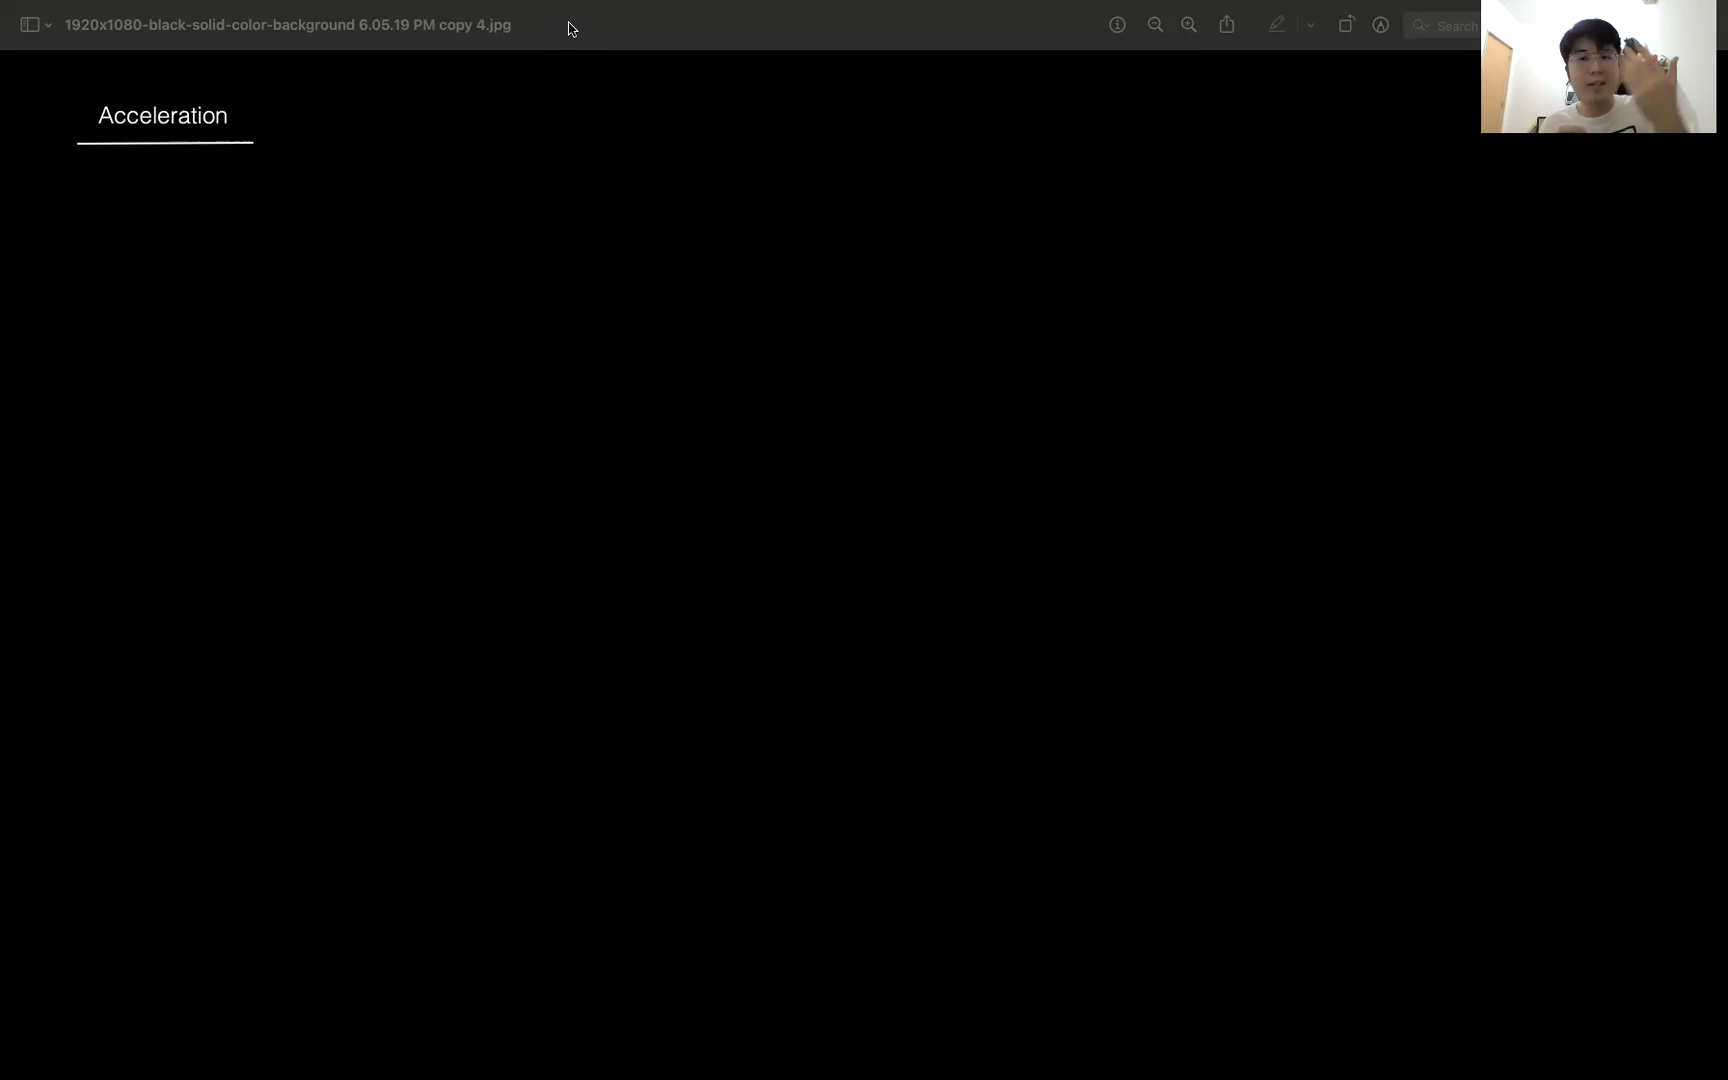 1920x1080-black-solid-color-background 6.05.19 PM copy 4.jpg
Search
Acceleration